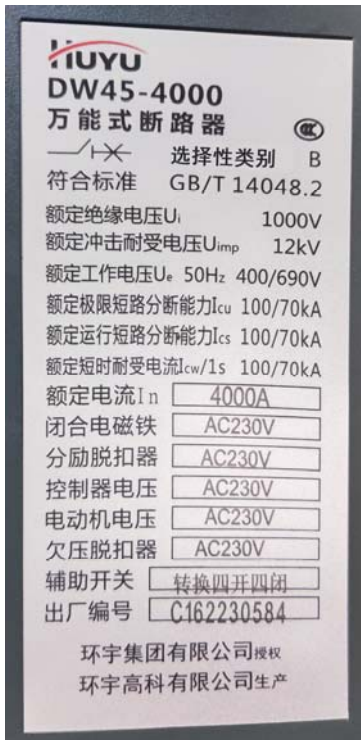 HUYU
DW45-4000
万能式断路器
CCC
选择性类别 B
符合标准 GB/T 14048.2
额定绝缘电压Ui 1000V
额定冲击耐受电压Uimp 12kV
额定工作电压Ue 50Hz 400/690V
额定极限短路分断能力Icu 100/70kA
额定运行短路分断能力Ics 100/70kA
额定短时耐受电流Icw/1s 100/70kA
额定电流In 4000A
闭合电磁铁 AC230V
分励脱扣器 AC230V
控制器电压 AC230V
电动机电压 AC230V
欠压脱扣器 AC230V
辅助开关 转换四开四闭
出厂编号 C162230584
环宇集团有限公司授权
环宇高科有限公司生产